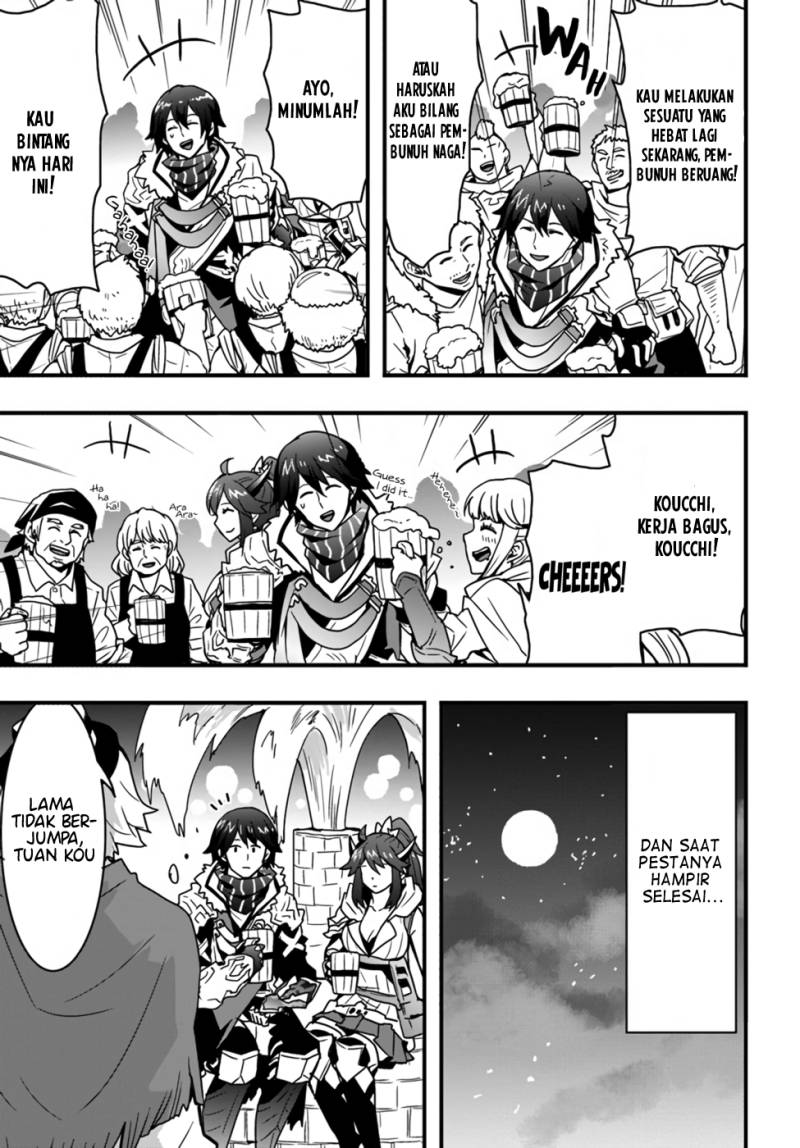 KAU MELAKUKAN
SESUATU YANG
HEBAT LAGI
SEKARANG, PEM-
BUNUH BERUANG!
WAH
ATAU
HARUSKAH
AKU BILANG
SEBAGAI PEM-
BUNUH NAGA!
AYO,
MINUMLAH!
KAU
BINTANG
NYA HARI
INI!
Gahahaa!
KOUCCHI,
KERJA BAGUS,
KOUCCHI!
CHEEEERS!
Hehehe~
Guess
I did it...
Ara
Ara~
Ha
ha
ha!
DAN SAAT
PESTANYA
HAMPIR
SELESAI...
LAMA
TIDAK BER-
JUMPA,
TUAN KOU